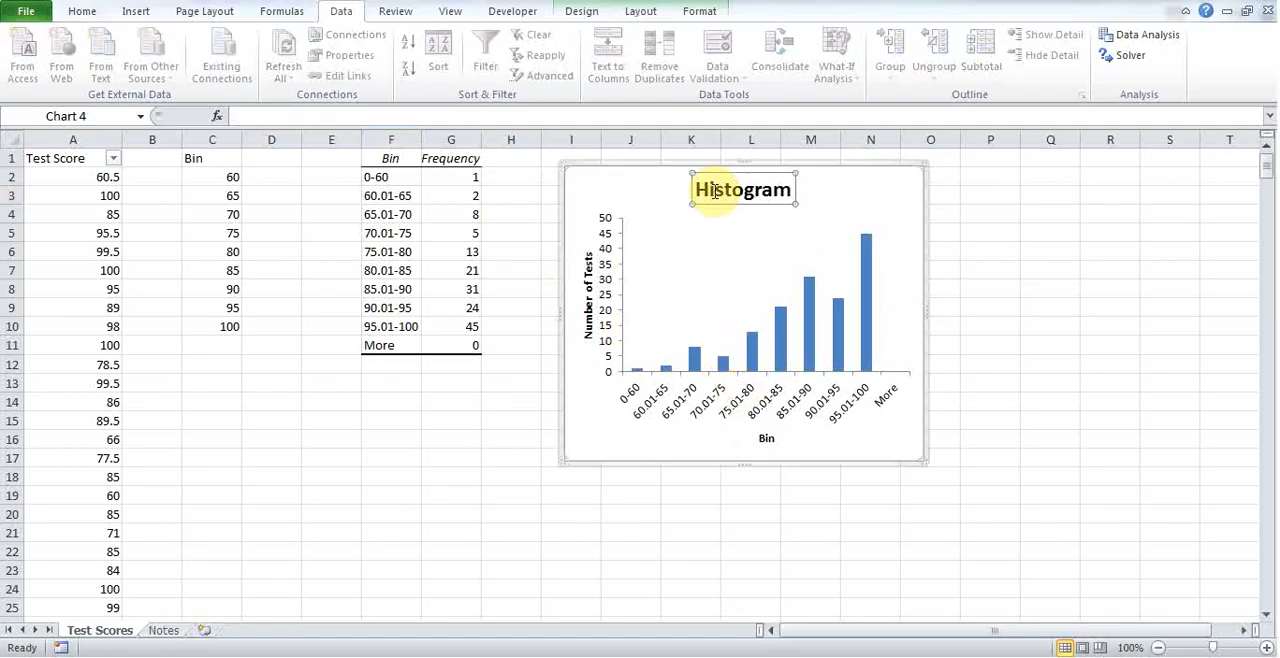 File Home Insert Page Layout Formulas Data Review View Developer Design Layout Format
From Access
From Web
From Text
From Other Sources
Existing Connections
Refresh All
Connections
Properties
Edit Links
Sort
Filter
Clear
Reapply
Advanced
Text to Columns
Remove Duplicates
Data Validation
Consolidate
What-If Analysis
Group
Ungroup
Subtotal
Show Detail
Hide Detail
Data Analysis
Solver
Get External Data Connections Sort & Filter Data Tools Outline Analysis
Chart 4 fx
A B C D E F G H I J K L M N O P Q R S T
1 Test Score Bin Bin Frequency
2 60.5 60 0-60 1
3 100 65 60.01-65 2
4 85 70 65.01-70 8
5 95.5 75 70.01-75 5
6 99.5 80 75.01-80 13
7 100 85 80.01-85 21
8 95 90 85.01-90 31
9 89 95 90.01-95 24
10 98 100 95.01-100 45
11 100 More 0
12 78.5
13 99.5
14 86
15 89.5
16 66
17 77.5
18 85
19 60
20 85
21 71
22 85
23 84
24 100
25 99
Histogram
Number of Tests
50
45
40
35
30
25
20
15
10
5
0
0-60 60.01-65 65.01-70 70.01-75 75.01-80 80.01-85 85.01-90 90.01-95 95.01-100 More
Bin
Test Scores Notes
Ready 100%